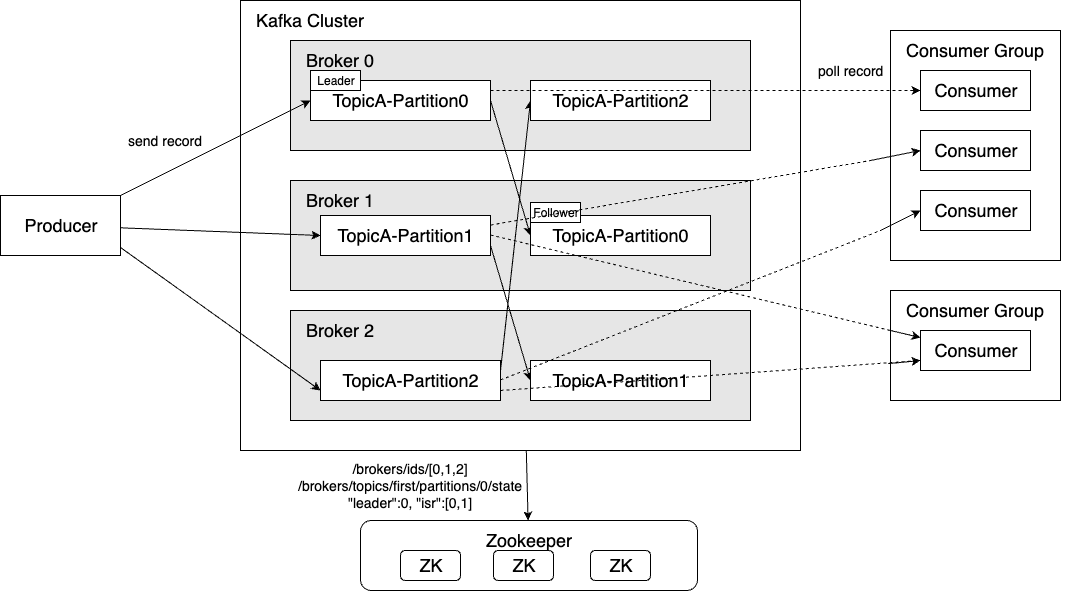 Kafka Cluster
Broker 0
Leader
TopicA-Partition0
TopicA-Partition2
poll record
Consumer Group
Consumer
Consumer
Consumer
send record
Producer
Broker 1
TopicA-Partition1
Follower
TopicA-Partition0
Broker 2
TopicA-Partition2
TopicA-Partition1
Consumer Group
Consumer
/brokers/ids/[0,1,2]
/brokers/topics/first/partitions/0/state
"leader":0, "isr":[0,1]
Zookeeper
ZK
ZK
ZK